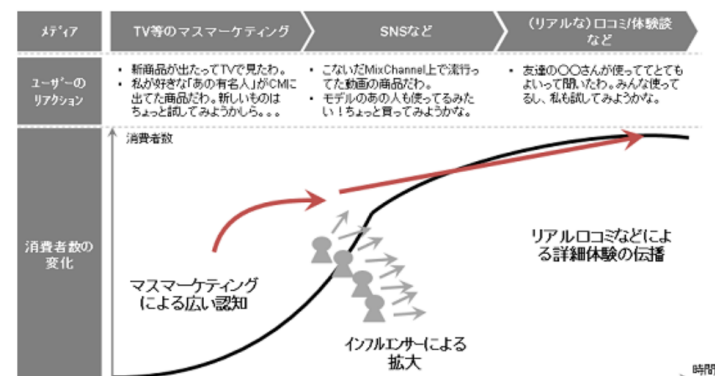 メディア
TV等のマスマーケティング
SNSなど
(リアルな)口コミ/体験談
など
ユーザーの
リアクション
• 新商品が出たってTVで見たわ。
• 私が好きな「あの有名人」がCMに
出てた商品だわ。新しいものは
ちょっと試してみようかしら。。。
• こないだMixChannel上で流行っ
てた動画の商品だわ。
• モデルのあの人も使ってるみた
い！ちょっと買ってみようかな。
• 友達の〇〇さんが使っててとても
よいって聞いたわ。みんな使って
るし、私も試してみようかな。
消費者数の
変化
消費者数
マスマーケティング
による広い認知
インフルエンサーによる
拡大
リアル口コミなどによ
る詳細体験の伝播
時間